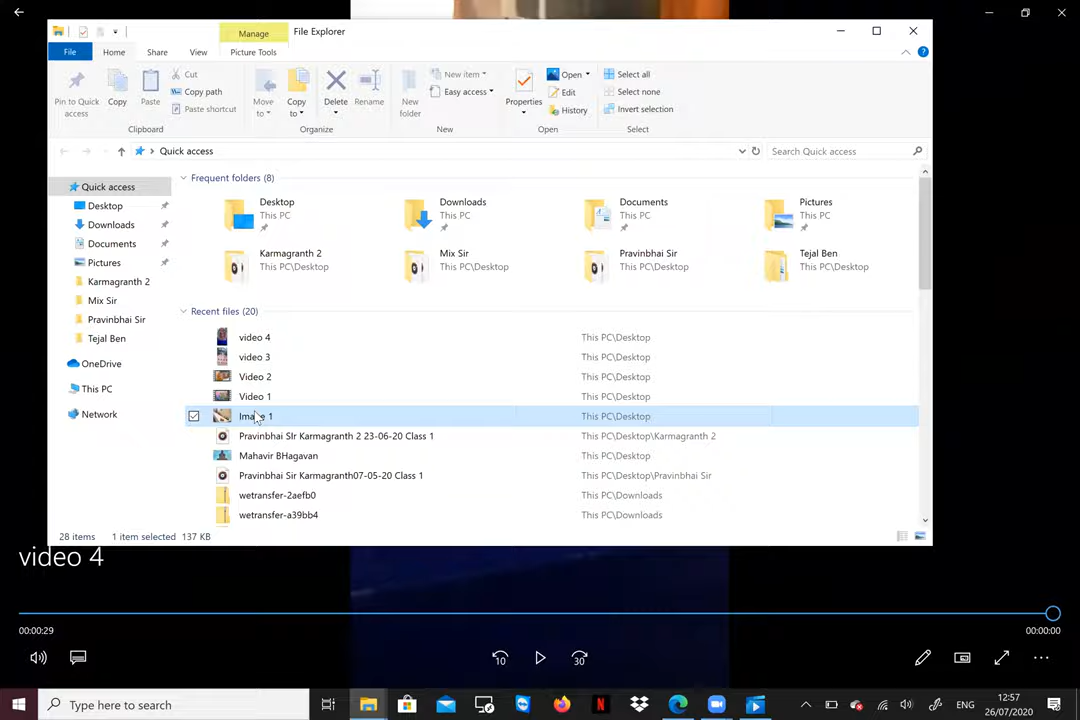 Manage
File Explorer
File
Home
Share
View
Picture Tools
Pin to Quick access
Copy
Paste
Cut
Copy path
Paste shortcut
Clipboard
Move to
Copy to
Delete
Rename
Organize
New folder
New item
Easy access
New
Properties
Open
Edit
History
Open
Select all
Select none
Invert selection
Select
Quick access
Search Quick access
Quick access
Desktop
Downloads
Documents
Pictures
Karmagranth 2
Mix Sir
Pravinbhai Sir
Tejal Ben
OneDrive
This PC
Network
Frequent folders (8)
Desktop
This PC
Downloads
This PC
Documents
This PC
Pictures
This PC
Karmagranth 2
This PC\Desktop
Mix Sir
This PC\Desktop
Pravinbhai Sir
This PC\Desktop
Tejal Ben
This PC\Desktop
Recent files (20)
video 4 This PC\Desktop
video 3 This PC\Desktop
Video 2 This PC\Desktop
Video 1 This PC\Desktop
Image 1 This PC\Desktop
Pravinbhai SIr Karmagranth 2 23-06-20 Class 1 This PC\Desktop\Karmagranth 2
Mahavir BHagavan This PC\Desktop
Pravinbhai Sir Karmagranth07-05-20 Class 1 This PC\Desktop\Pravinbhai Sir
wetransfer-2aefb0 This PC\Downloads
wetransfer-a39bb4 This PC\Downloads
28 items 1 item selected 137 KB
video 4
00:00:29
00:00:00
10
30
Type here to search
N
ENG
12:57
26/07/2020